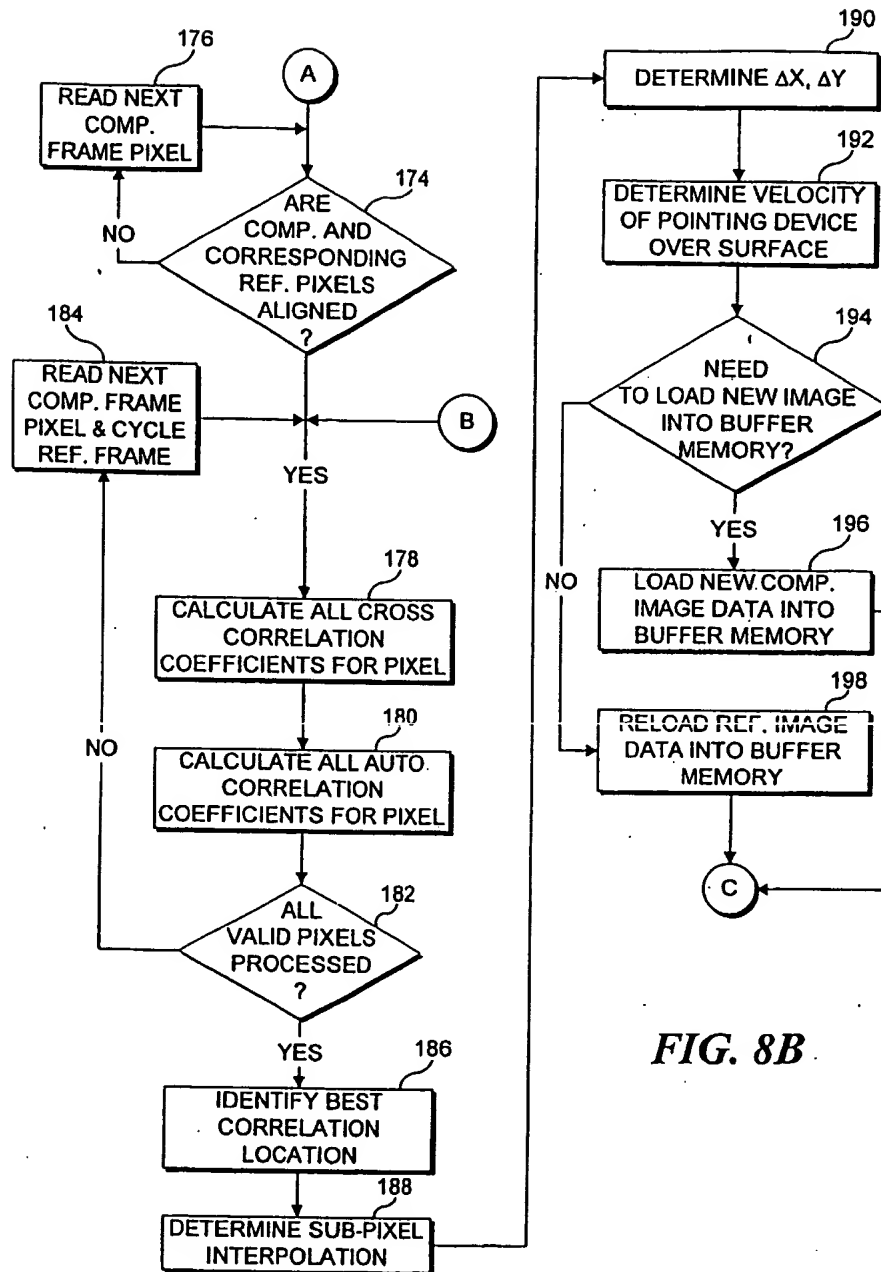 176
READ NEXT
COMP.
FRAME PIXEL
A
174
ARE
COMP. AND
CORRESPONDING
REF. PIXELS
ALIGNED
?
NO
184
READ NEXT
COMP. FRAME
PIXEL & CYCLE
REF. FRAME
B
YES
178
CALCULATE ALL CROSS
CORRELATION
COEFFICIENTS FOR PIXEL
NO
180
CALCULATE ALL AUTO
CORRELATION
COEFFICIENTS FOR PIXEL
182
ALL
VALID PIXELS
PROCESSED
?
YES
186
IDENTIFY BEST
CORRELATION
LOCATION
188
DETERMINE SUB-PIXEL
INTERPOLATION
190
DETERMINE ΔX, ΔY
192
DETERMINE VELOCITY
OF POINTING DEVICE
OVER SURFACE
194
NEED
TO LOAD NEW IMAGE
INTO BUFFER
MEMORY?
YES
196
NO
LOAD NEW COMP.
IMAGE DATA INTO
BUFFER MEMORY
198
RELOAD REF. IMAGE
DATA INTO BUFFER
MEMORY
C
FIG. 8B